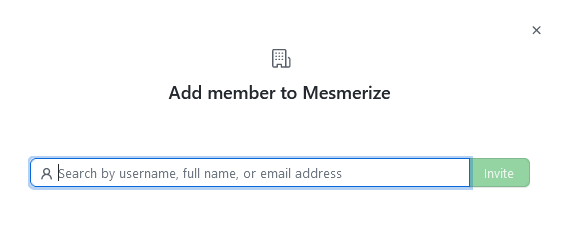 Add member to Mesmerize
Search by username, full name, or email address
Invite